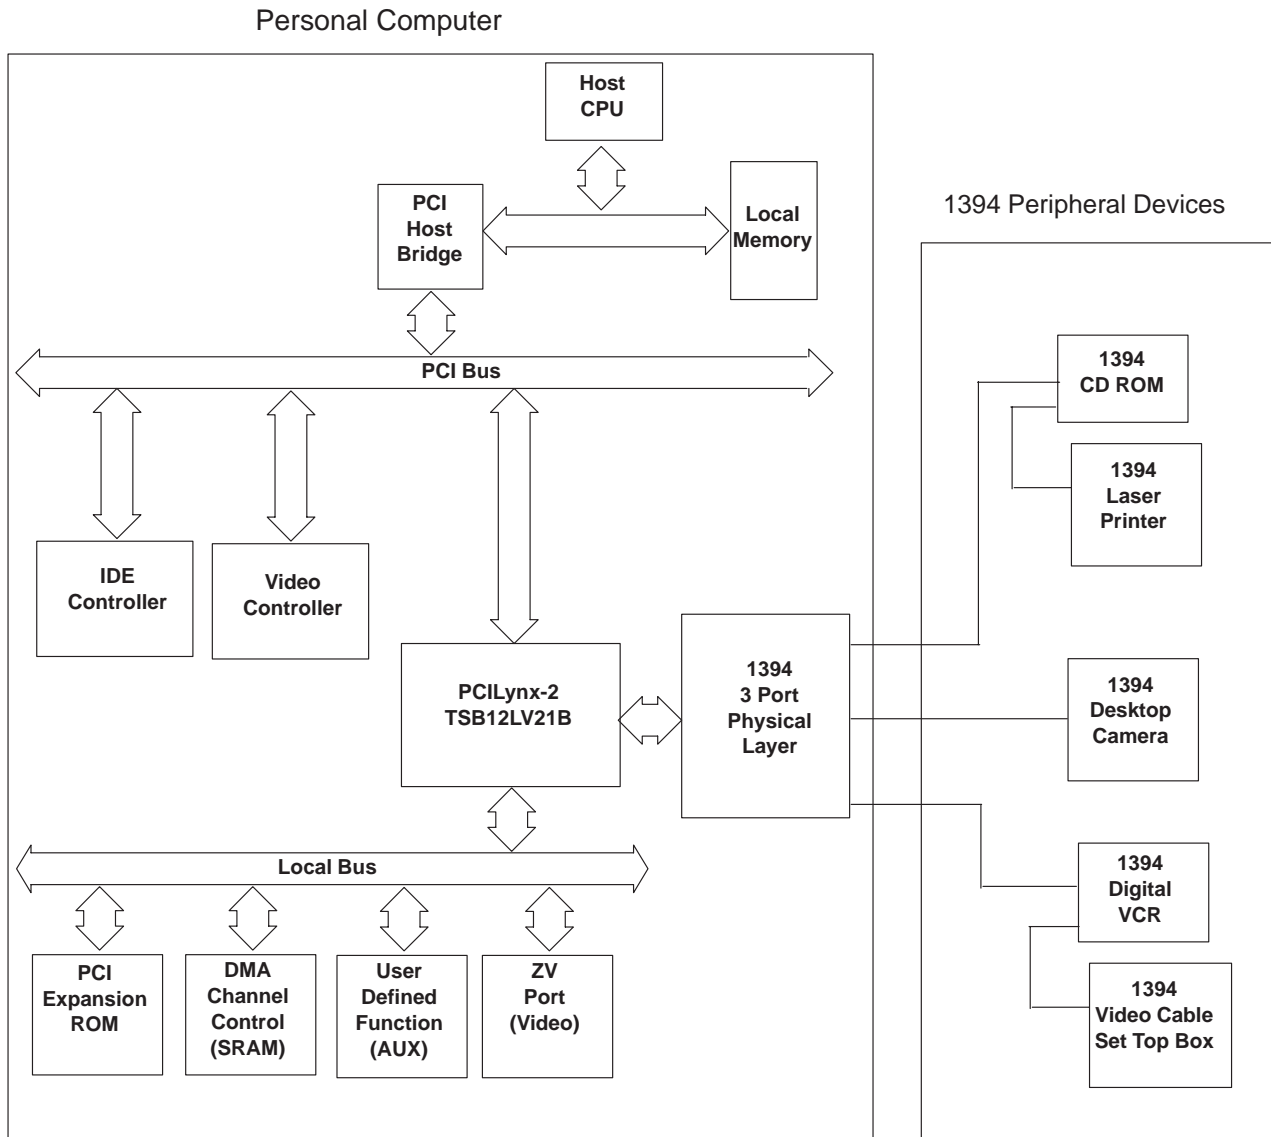 Personal Computer
Host
CPU
PCI
Host
Bridge
Local
Memory
1394 Peripheral Devices
PCI Bus
1394
CD ROM
1394
Laser
Printer
IDE
Controller
Video
Controller
PCILynx-2
TSB12LV21B
1394
3 Port
Physical
Layer
1394
Desktop
Camera
Local Bus
1394
Digital
VCR
PCI
Expansion
ROM
DMA
Channel
Control
(SRAM)
User
Defined
Function
(AUX)
ZV
Port
(Video)
1394
Video Cable
Set Top Box